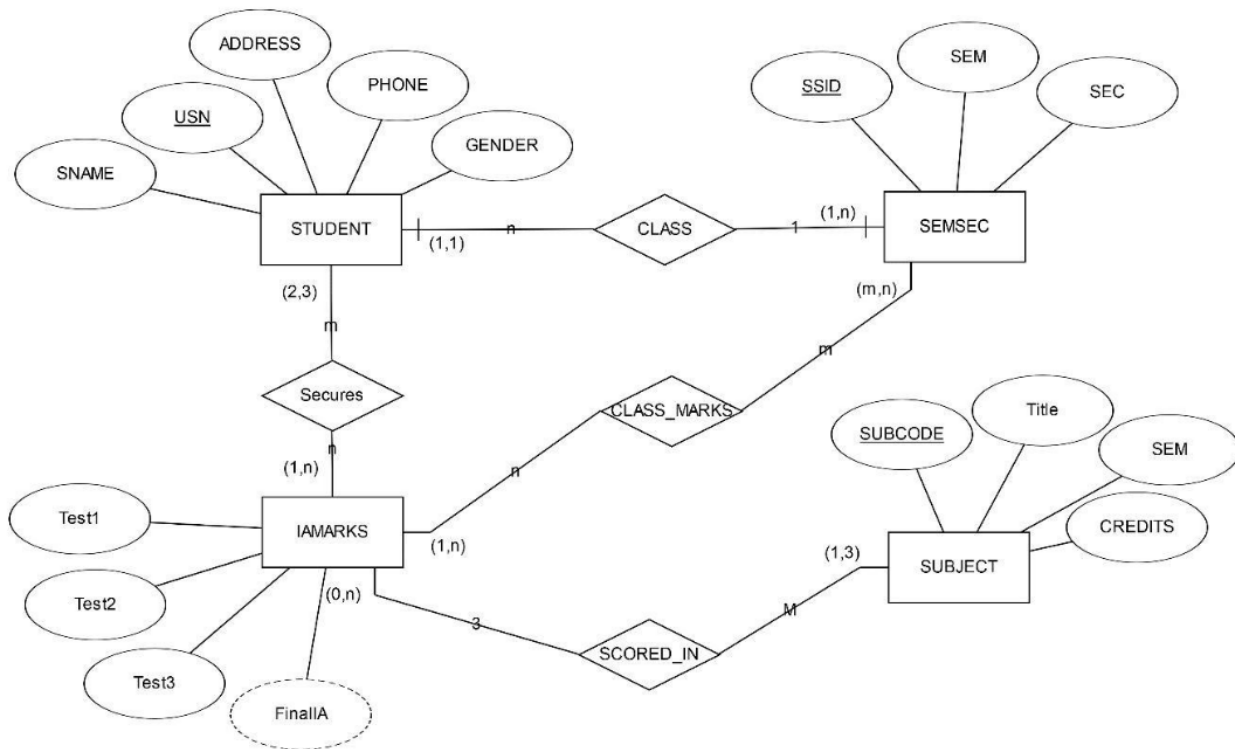 ADDRESS
SEM
PHONE
SSID
SEC
USN
GENDER
SNAME
STUDENT
(1,1)
n
CLASS
1
(1,n)
SEMSEC
(2,3)
(m,n)
m
m
Secures
CLASS_MARKS
Title
SUBCODE
n
SEM
(1,n)
n
Test1
IAMARKS
(1,n)
CREDITS
(1,3)
SUBJECT
Test2
(0,n)
3
M
SCORED_IN
Test3
FinalIA